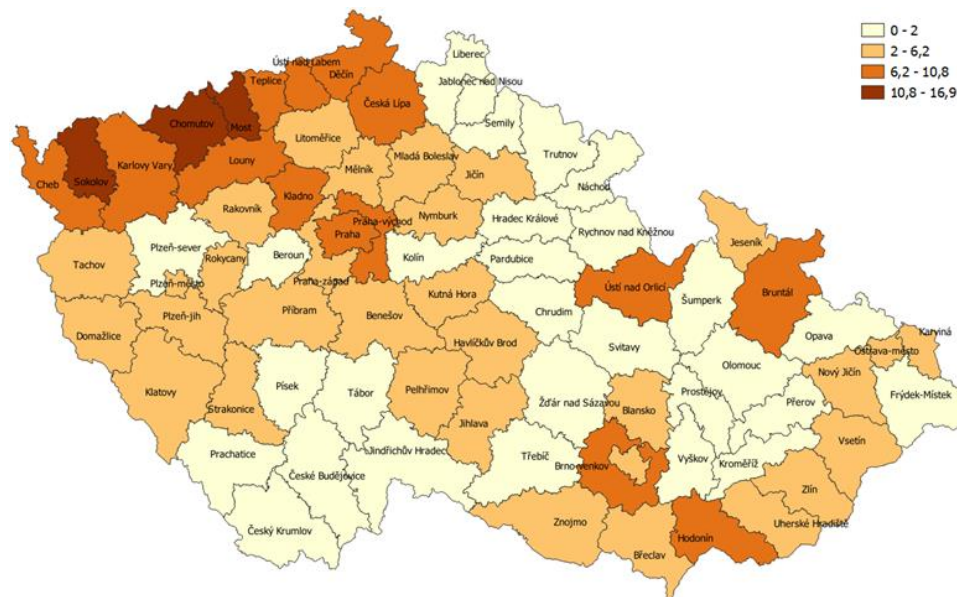 0 - 2
2 - 6,2
6,2 - 10,8
10,8 - 16,9
Liberec
Ústí nad Labem
Děčín
Teplice
Jablonec nad Nisou
Česká Lípa
Chomutov
Most
Semily
Litoměřice
Trutnov
Mladá Boleslav
Louny
Karlovy Vary
Mělník
Jičín
Sokolov
Cheb
Náchod
Kladno
Rakovník
Nymburk
Hradec Králové
Praha-východ
Praha
Rychnov nad Kněžnou
Jeseník
Plzeň-sever
Beroun
Kolín
Pardubice
Rokycany
Tachov
Praha-západ
Plzeň-město
Ústí nad Orlicí
Bruntál
Kutná Hora
Šumperk
Příbram
Chrudim
Plzeň-jih
Benešov
Opava
Karviná
Domažlice
Havlíčkův Brod
Svitavy
Ostrava-město
Olomouc
Nový Jičín
Klatovy
Písek
Tábor
Pelhřimov
Prostějov
Frýdek-Místek
Přerov
Strakonice
Žďár nad Sázavou
Blansko
Jihlava
Vsetín
Jindřichův Hradec
Prachatice
Třebíč
Vyškov
Kroměříž
Brno-venkov
České Budějovice
Zlín
Český Krumlov
Znojmo
Uherské Hradiště
Hodonín
Břeclav